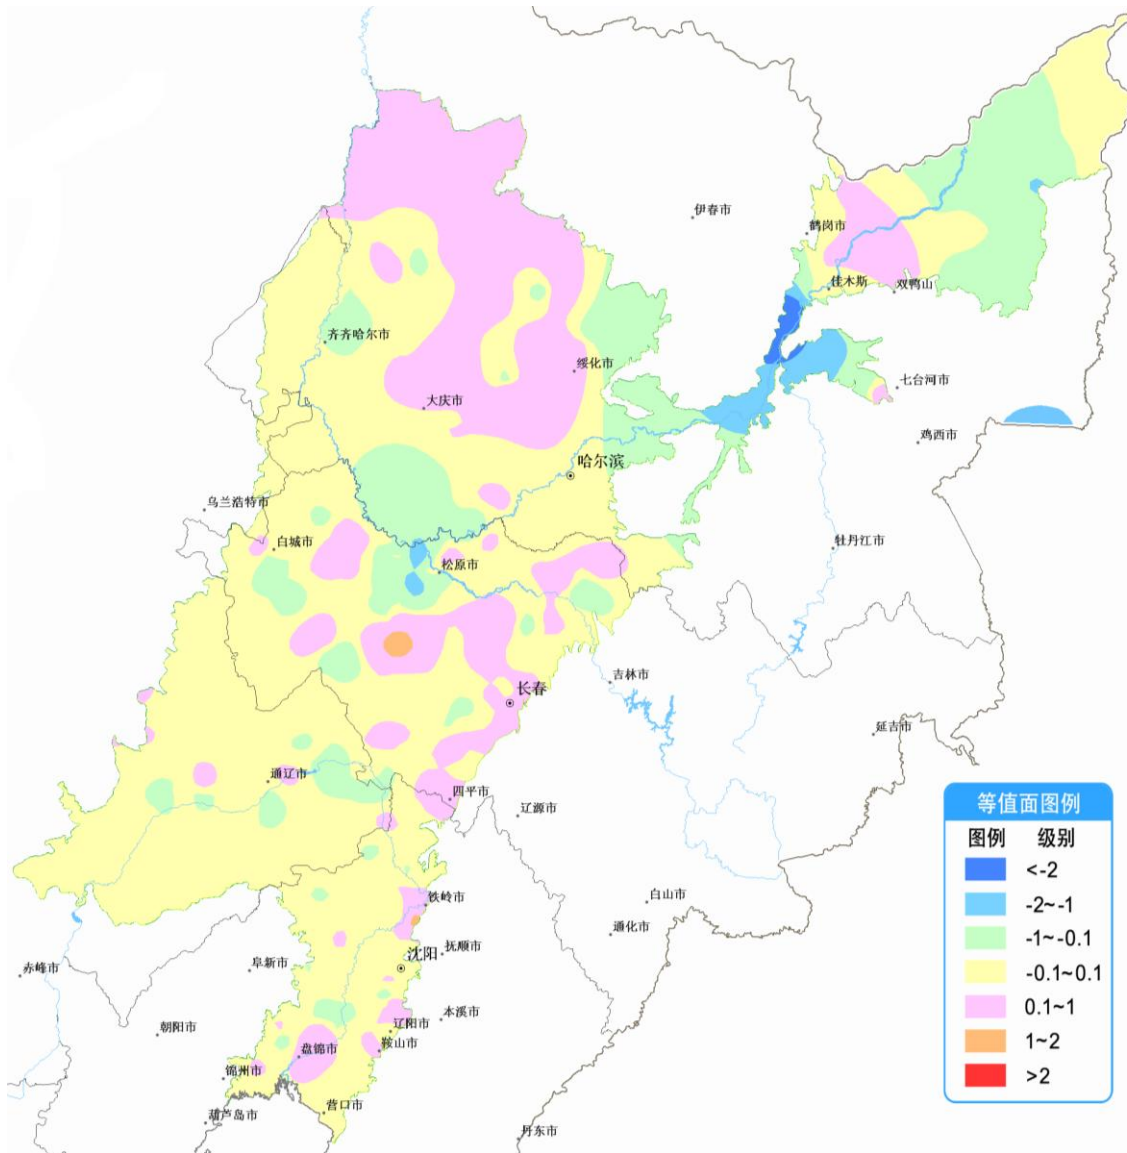 伊春市
鹤岗市
佳木斯
双鸭山
齐齐哈尔市
绥化市
七台河市
大庆市
鸡西市
哈尔滨
乌兰浩特市
白城市
牡丹江市
松原市
吉林市
长春
延吉市
通辽市
四平市
辽源市
铁岭市
白山市
通化市
抚顺市
沈阳
阜新市
赤峰市
朝阳市
本溪市
辽阳市
鞍山市
盘锦市
锦州市
营口市
葫芦岛市
丹东市
等值面图例
图例 级别
<-2
-2~-1
-1~-0.1
-0.1~0.1
0.1~1
1~2
>2